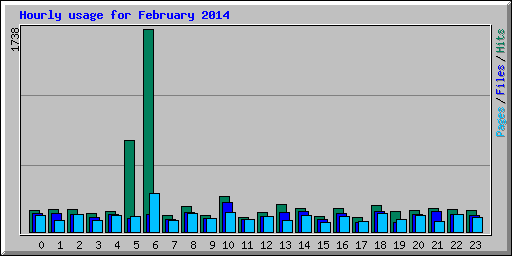 Hourly usage for February 2014
1738
Pages / Files / Hits
0 1 2 3 4 5 6 7 8 9 10 11 12 13 14 15 16 17 18 19 20 21 22 23